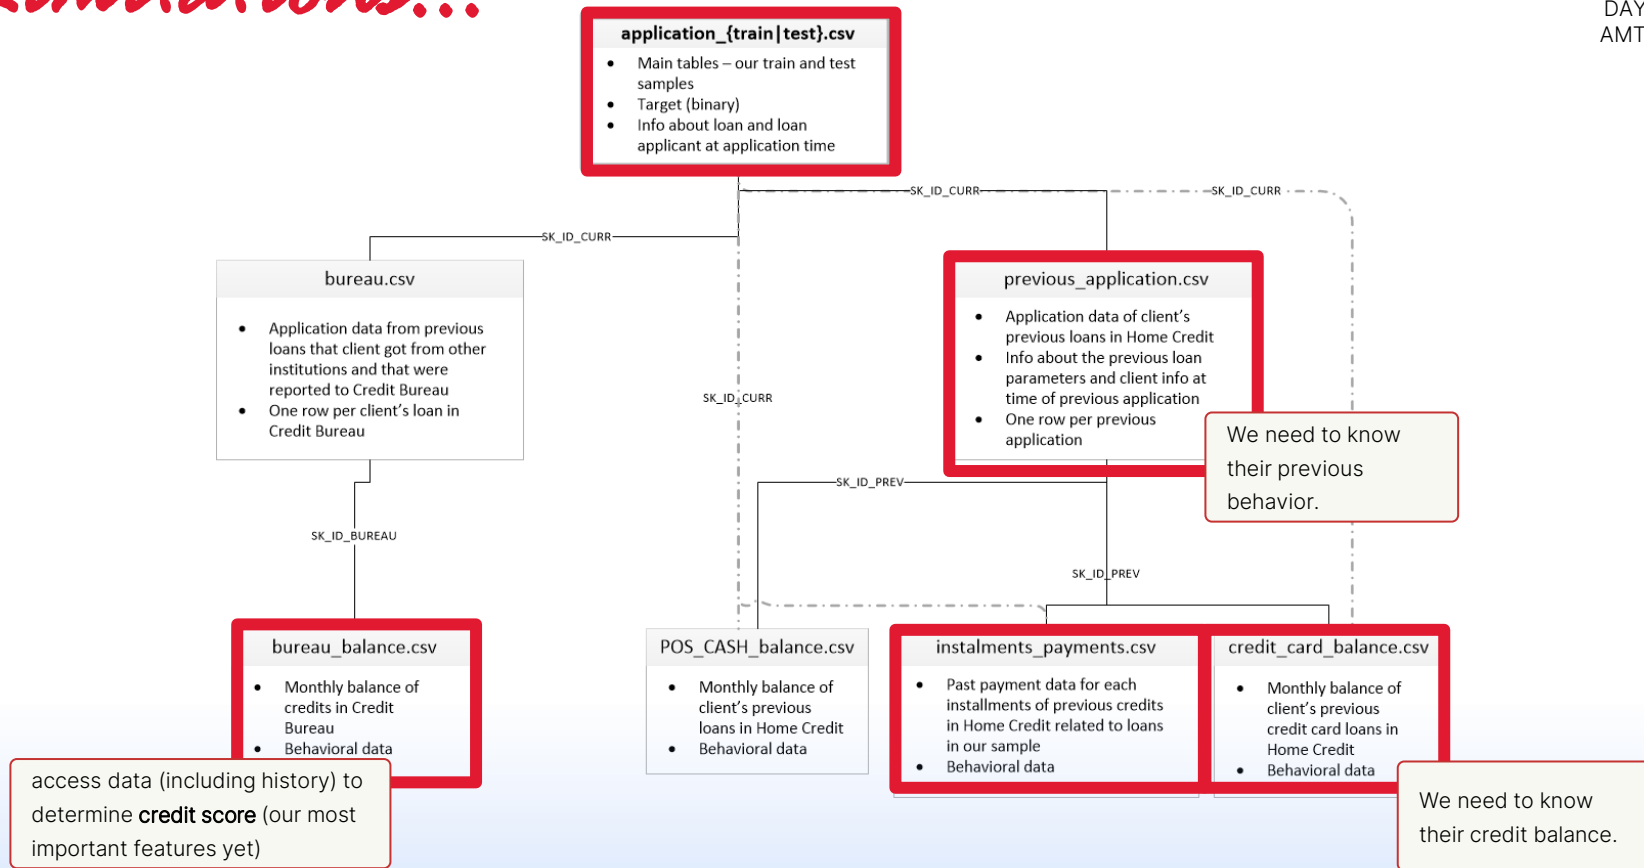 DAY
AMT
application_{train|test}.csv
• Main tables – our train and test
samples
• Target (binary)
• Info about loan and loan
applicant at application time
SK_ID_CURR
SK_ID_CURR
SK_ID_CURR
bureau.csv
• Application data from previous
loans that client got from other
institutions and that were
reported to Credit Bureau
• One row per client's loan in
Credit Bureau
previous_application.csv
• Application data of client's
previous loans in Home Credit
• Info about the previous loan
parameters and client info at
time of previous application
• One row per previous
application
SK_ID_CURR
We need to know
their previous
behavior.
SK_ID_PREV
SK_ID_BUREAU
SK_ID_PREV
bureau_balance.csv
• Monthly balance of
credits in Credit
Bureau
• Behavioral data
POS_CASH_balance.csv
• Monthly balance of
client's previous
loans in Home Credit
• Behavioral data
instalments_payments.csv
• Past payment data for each
installments of previous credits
in Home Credit related to loans
in our sample
• Behavioral data
credit_card_balance.csv
• Monthly balance of
client's previous
credit card loans in
Home Credit
• Behavioral data
access data (including history) to
determine credit score (our most
important features yet)
We need to know
their credit balance.